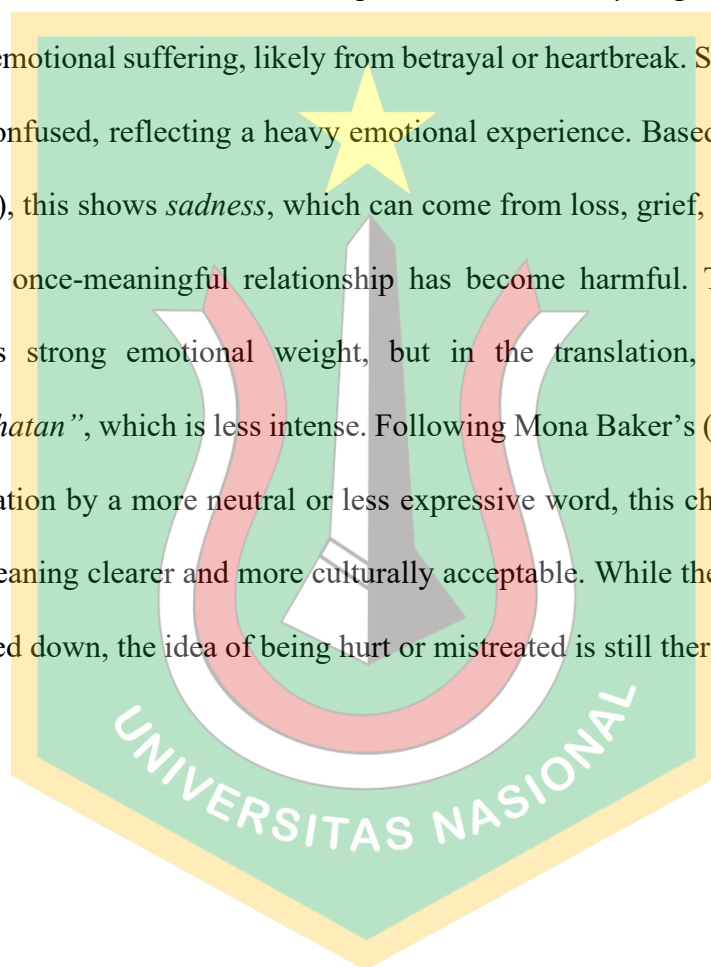 emotional suffering, likely from betrayal or heartbreak. S
onfused, reflecting a heavy emotional experience. Based
), this shows sadness, which can come from loss, grief,
once-meaningful relationship has become harmful. T
s strong emotional weight, but in the translation,
hatan”, which is less intense. Following Mona Baker’s (
ation by a more neutral or less expressive word, this ch
eaning clearer and more culturally acceptable. While the
ed down, the idea of being hurt or mistreated is still ther
UNIVERSITAS NASIONAL